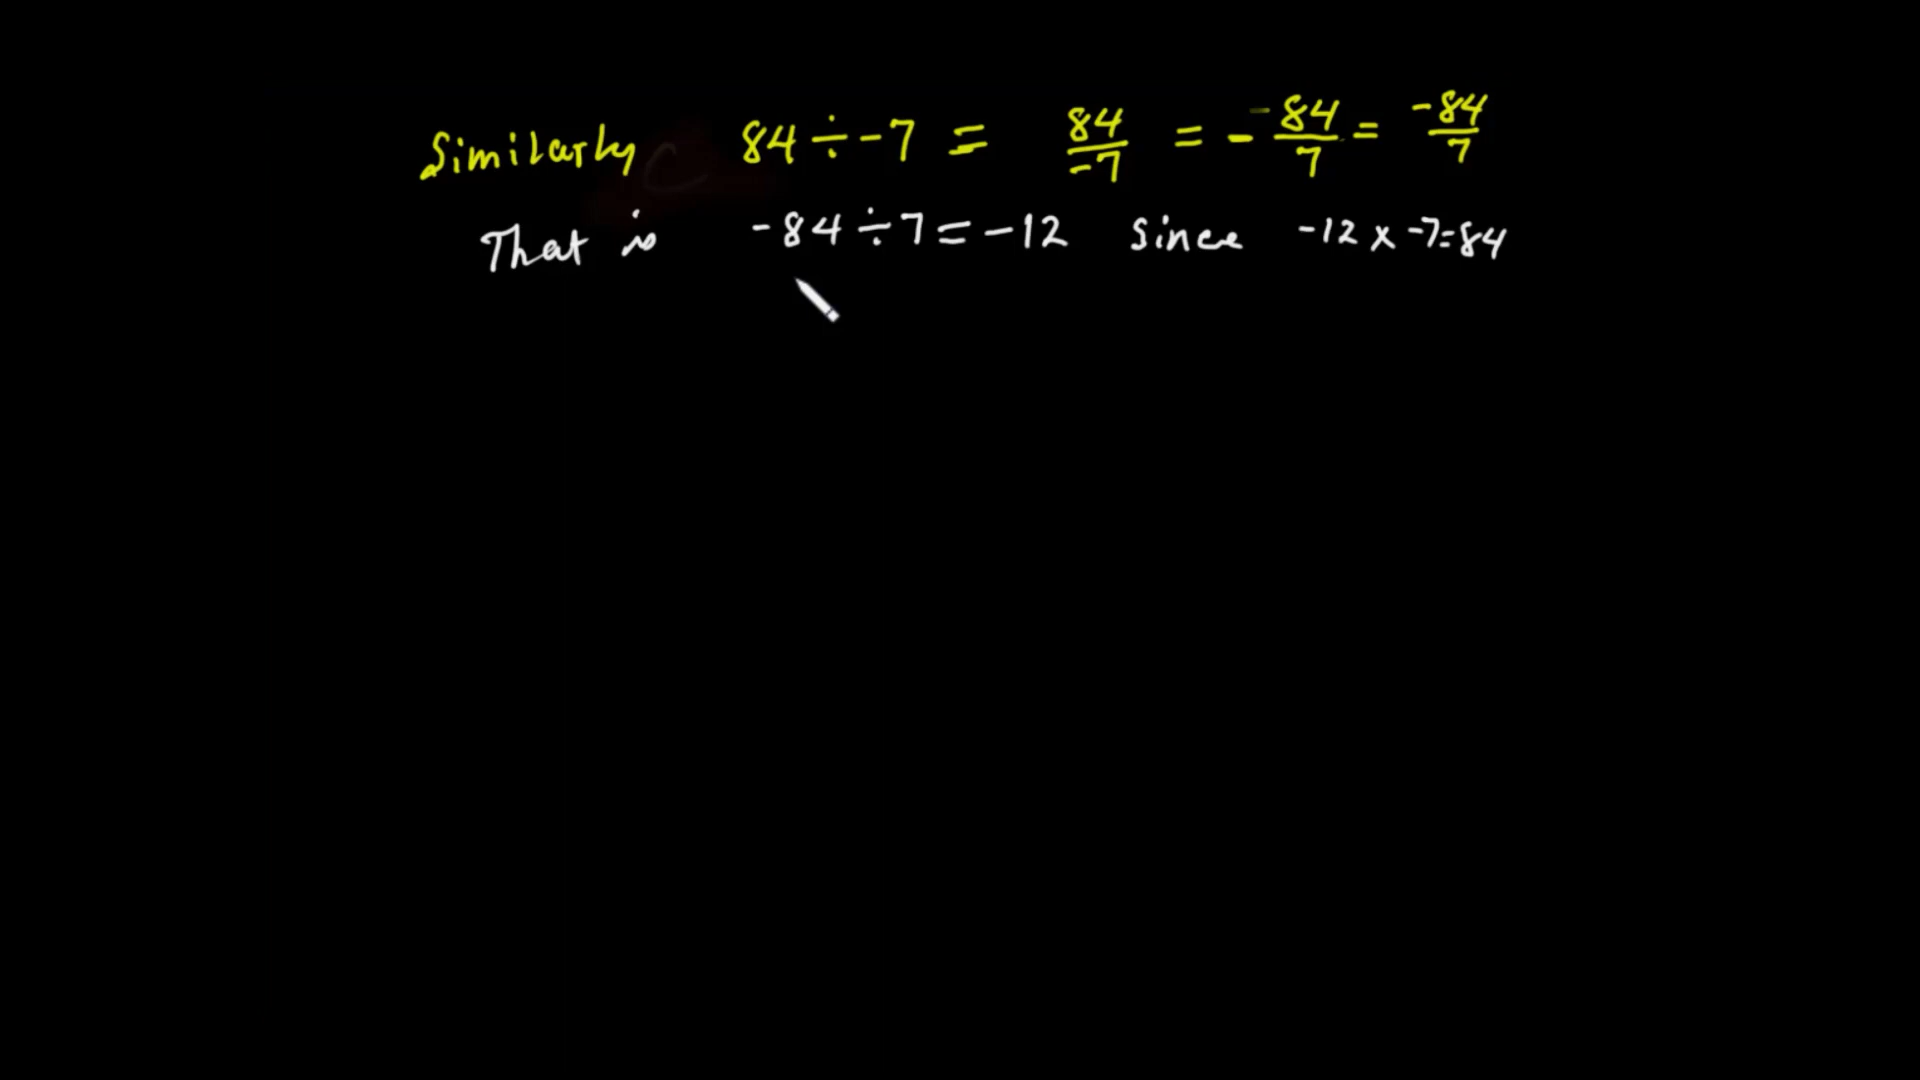 Similarly 84 ÷ -7 = 84/-7 = - -84/7 = -84/7
That is -84 ÷ 7 = -12 since -12 x -7=84